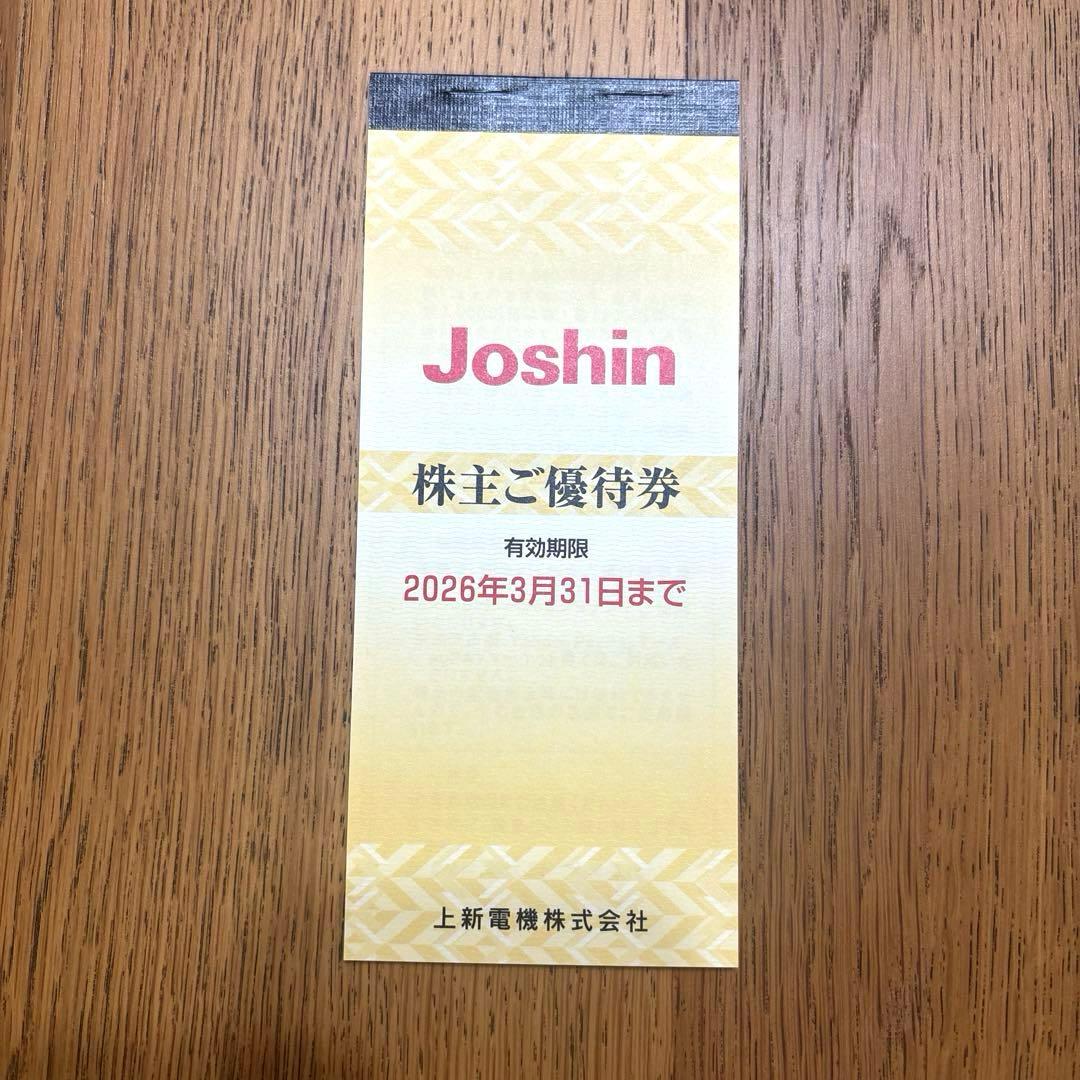 Joshin
株主ご優待券
有効期限
2026年3月31日まで
上新電機株式会社